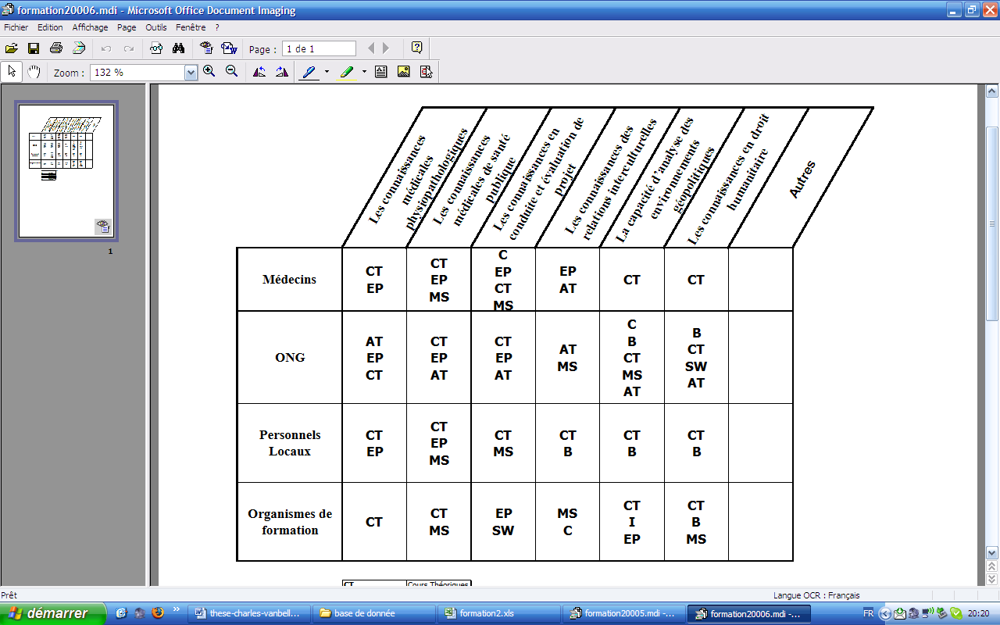 formation20006.mdi - Microsoft Office Document Imaging
Fichier Edition Affichage Page Outils Fenêtre ?
Page : 1 de 1
Zoom : 132 %
1
Les connaissances
médicales
physiopathologiques
Les connaissances
médicales de santé
publique
Les connaissances en
conduite et évaluation de
projet
Les connaissances des
relations interculturelles
La capacité d'analyse des
environnements
géopolitiques
Les connaissances en droit
humanitaire
Autres
Médecins
CT
EP
CT
EP
MS
C
EP
CT
MS
EP
AT
CT
CT
ONG
AT
EP
CT
CT
EP
AT
CT
EP
AT
AT
MS
C
B
CT
MS
AT
B
CT
SW
AT
Personnels
Locaux
CT
EP
CT
EP
MS
CT
MS
CT
B
CT
B
CT
B
Organismes de
formation
CT
CT
MS
EP
SW
MS
C
CT
I
EP
CT
B
MS
CT Cours Théoriques
Prêt Langue OCR : Français
démarrer » these-charles-vanbell... base de donnée formation2.xls formation20005.mdi -... formation20006.mdi -... FR 20:20